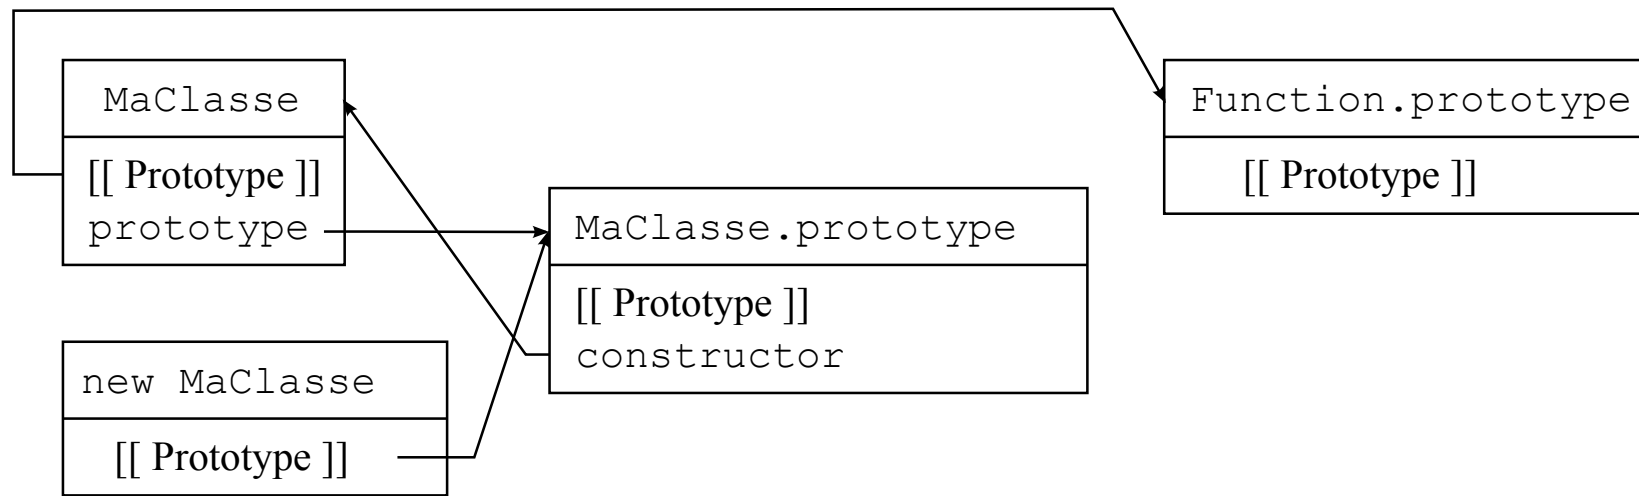 MaClasse
[[ Prototype ]]
prototype
new MaClasse
[[ Prototype ]]
MaClasse.prototype
[[ Prototype ]]
constructor
Function.prototype
[[ Prototype ]]